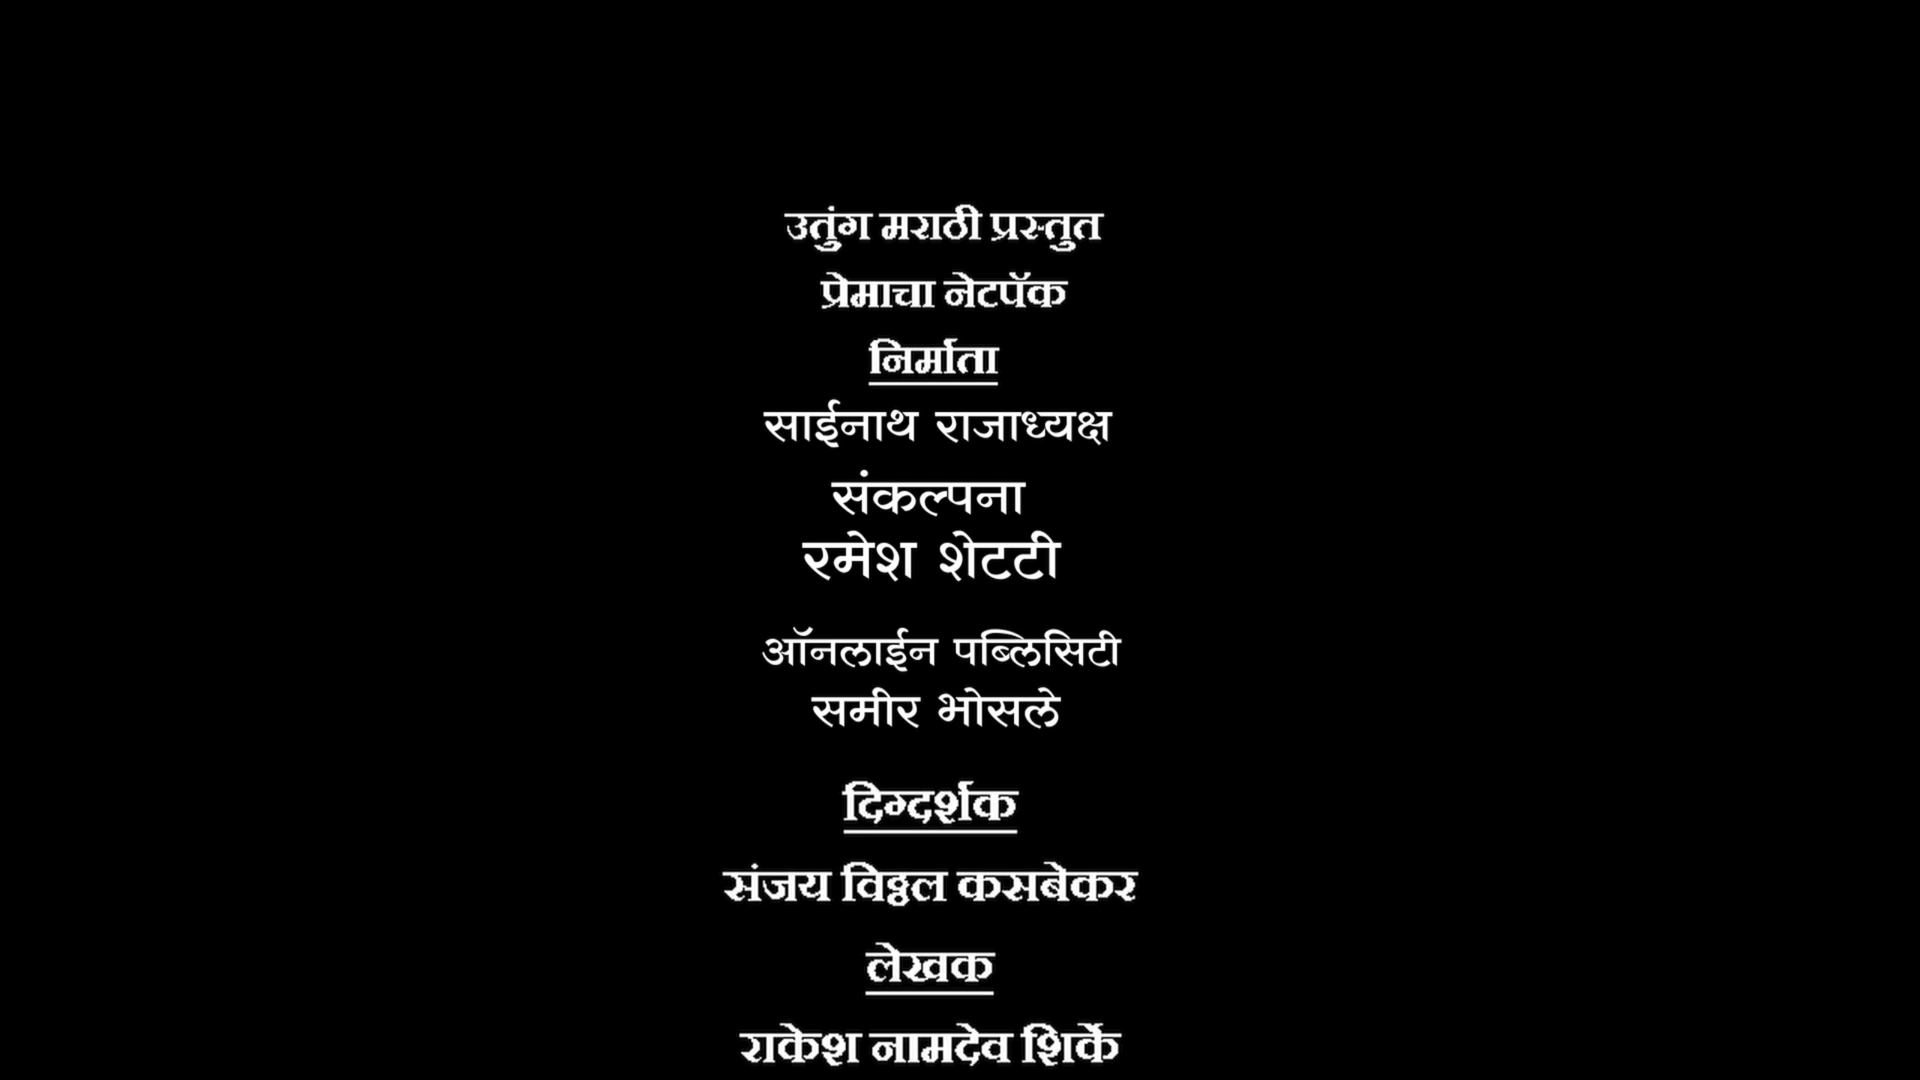 उतुंग मराठी प्रस्तुत
प्रेमाचा नेटपॅक
निर्माता
साईनाथ राजाध्यक्ष
संकल्पना
रमेश शेटटी
ऑनलाईन पब्लिसिटी
समीर भोसले
दिग्दर्शक
संजय विठ्ठल कसबेकर
लेखक
राकेश नामदेव शिर्के